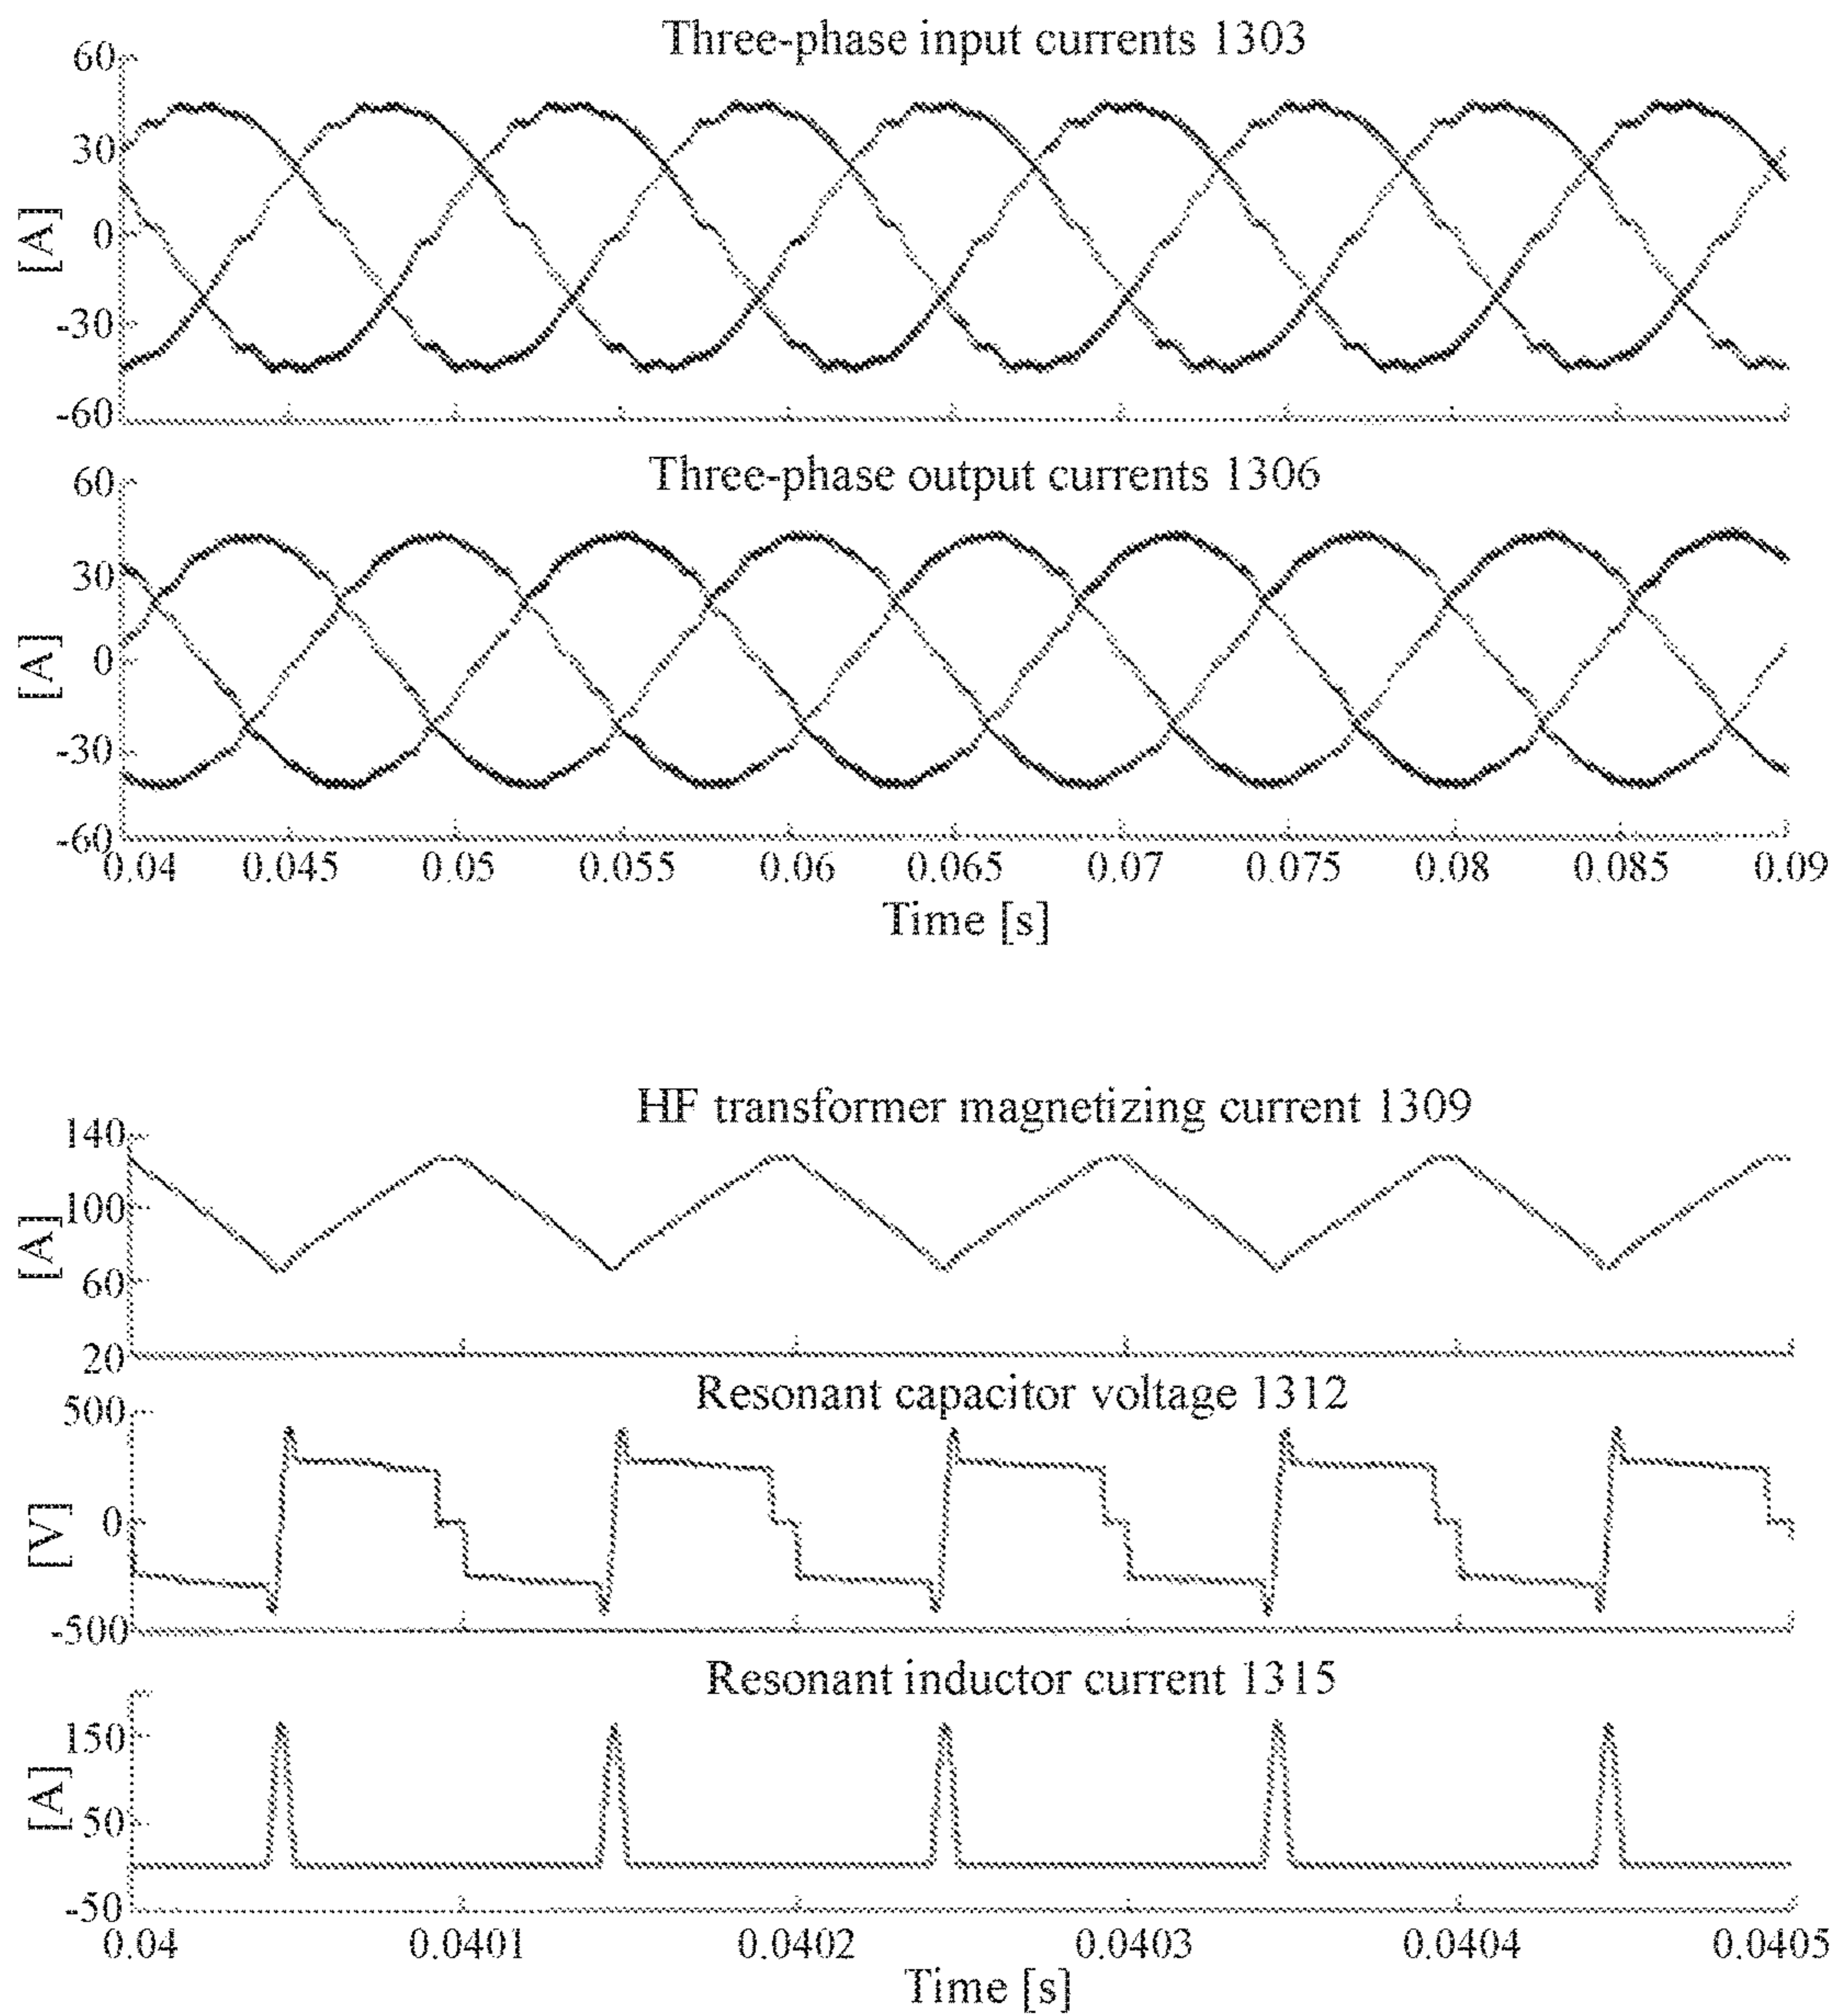 Three-phase input currents 1303
60
30
0
-30
-60
[A]
Three-phase output currents 1306
60
30
0
-30
-60
[A]
0.04 0.045 0.05 0.055 0.06 0.065 0.07 0.075 0.08 0.085 0.09
Time [s]
HF transformer magnetizing current 1309
140
100
60
20
[A]
Resonant capacitor voltage 1312
500
0
-500
[V]
Resonant inductor current 1315
150
50
-50
[A]
0.04 0.0401 0.0402 0.0403 0.0404 0.0405
Time [s]